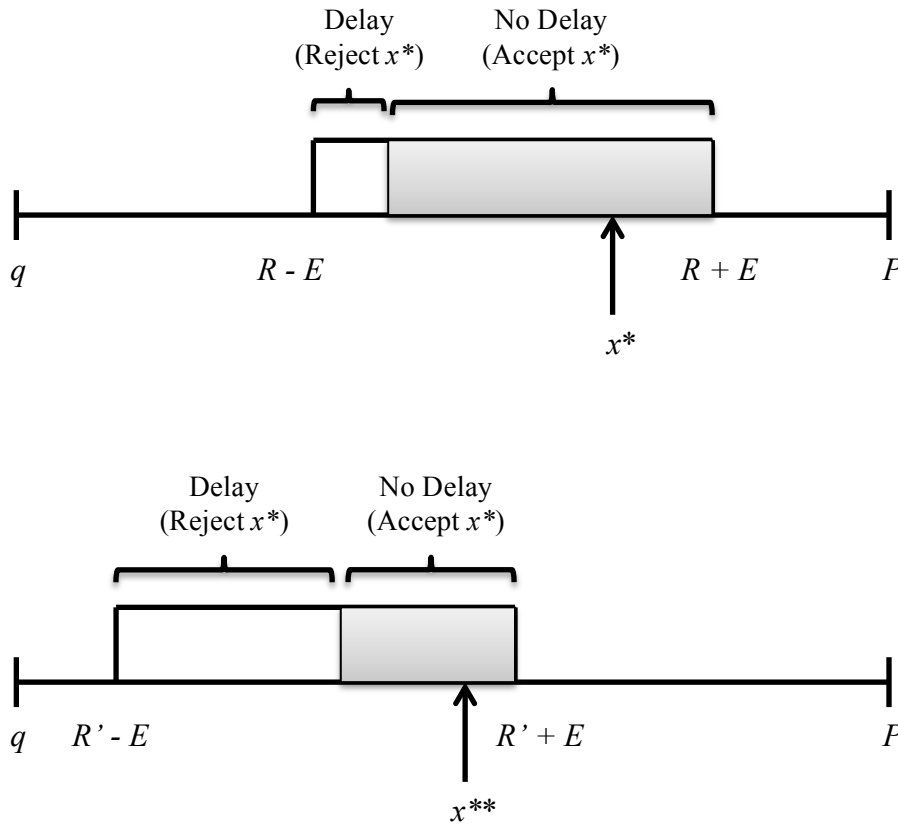 Delay
(Reject x*)
No Delay
(Accept x*)
q
R - E
R + E
P
x*
Delay
(Reject x*)
No Delay
(Accept x*)
q
R’ - E
R’ + E
P
x**